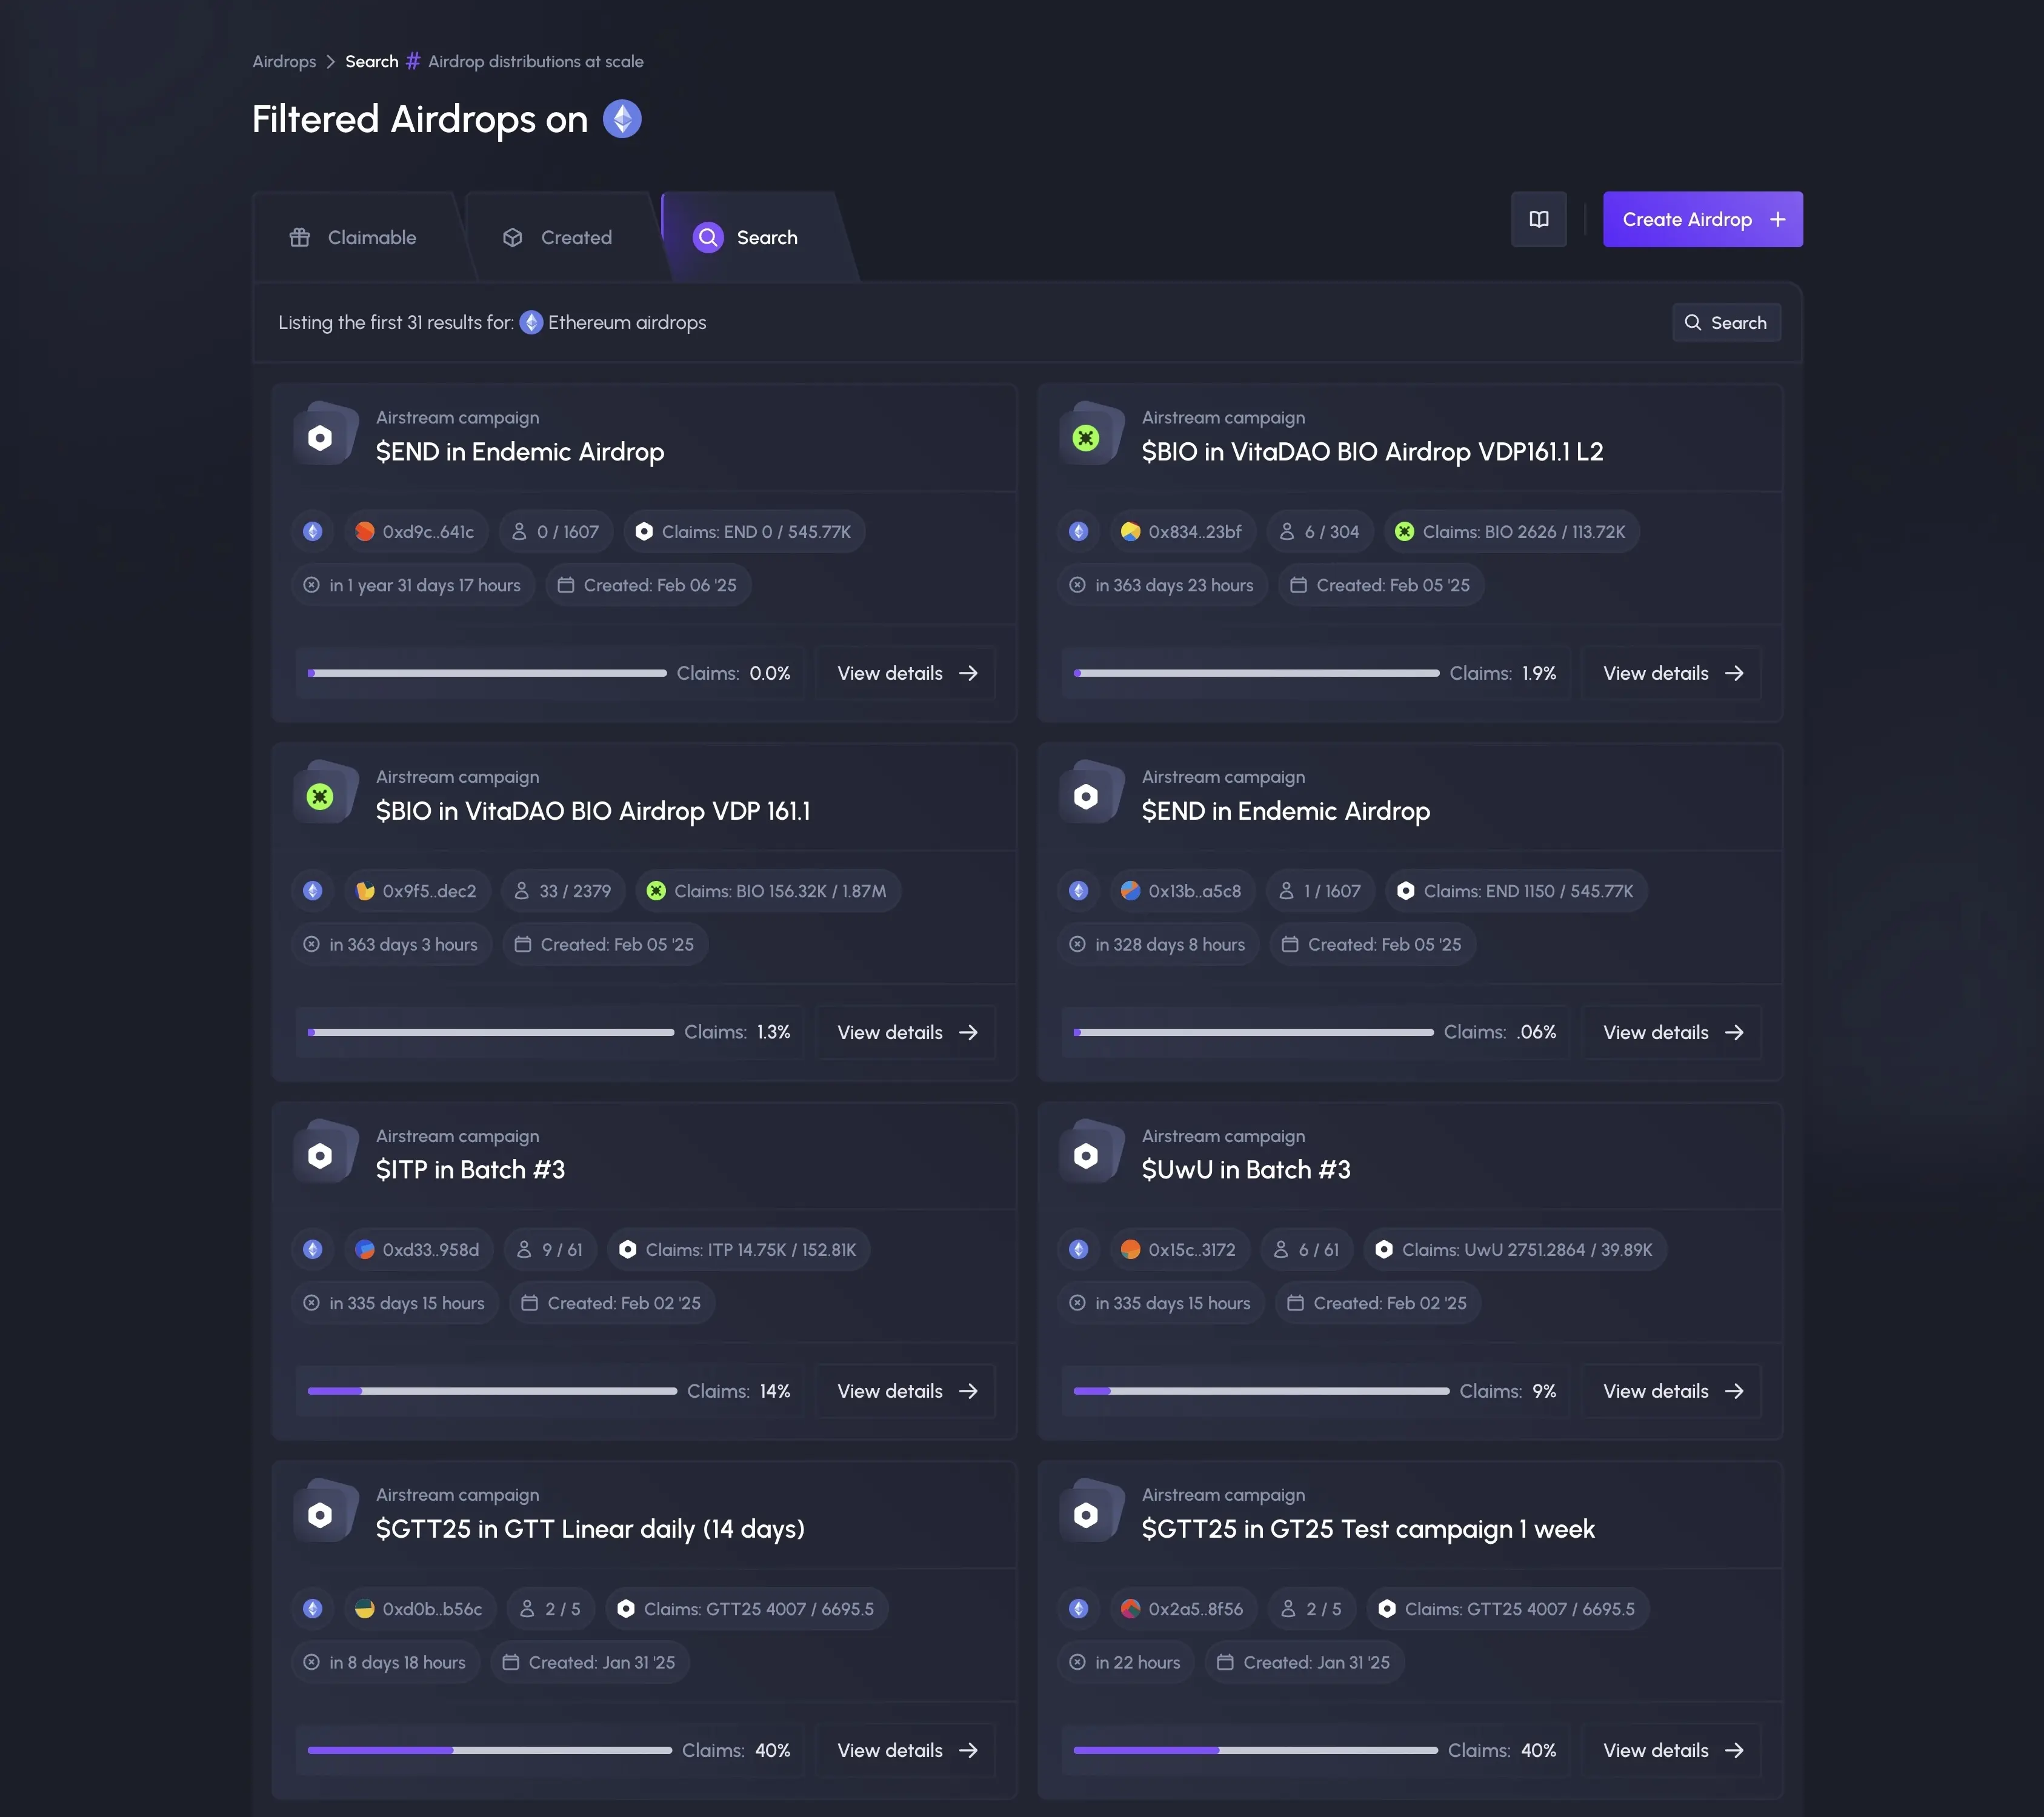 Airdrops > Search # Airdrop distributions at scale
Filtered Airdrops on
Claimable
Created
Search
Create Airdrop +
Listing the first 31 results for: Ethereum airdrops
Search
Airstream campaign
$END in Endemic Airdrop
0xd9c..641c
0 / 1607
Claims: END 0 / 545.77K
in 1 year 31 days 17 hours
Created: Feb 06 '25
Claims: 0.0%
View details
Airstream campaign
$BIO in VitaDAO BIO Airdrop VDP161.1 L2
0x834..23bf
6 / 304
Claims: BIO 2626 / 113.72K
in 363 days 23 hours
Created: Feb 05 '25
Claims: 1.9%
View details
Airstream campaign
$BIO in VitaDAO BIO Airdrop VDP 161.1
0x9f5..dec2
33 / 2379
Claims: BIO 156.32K / 1.87M
in 363 days 3 hours
Created: Feb 05 '25
Claims: 1.3%
View details
Airstream campaign
$END in Endemic Airdrop
0x13b..a5c8
1 / 1607
Claims: END 1150 / 545.77K
in 328 days 8 hours
Created: Feb 05 '25
Claims: .06%
View details
Airstream campaign
$ITP in Batch #3
0xd33..958d
9 / 61
Claims: ITP 14.75K / 152.81K
in 335 days 15 hours
Created: Feb 02 '25
Claims: 14%
View details
Airstream campaign
$UwU in Batch #3
0x15c..3172
6 / 61
Claims: UwU 2751.2864 / 39.89K
in 335 days 15 hours
Created: Feb 02 '25
Claims: 9%
View details
Airstream campaign
$GTT25 in GTT Linear daily (14 days)
0xd0b..b56c
2 / 5
Claims: GTT25 4007 / 6695.5
in 8 days 18 hours
Created: Jan 31 '25
Claims: 40%
View details
Airstream campaign
$GTT25 in GT25 Test campaign 1 week
0x2a5..8f56
2 / 5
Claims: GTT25 4007 / 6695.5
in 22 hours
Created: Jan 31 '25
Claims: 40%
View details